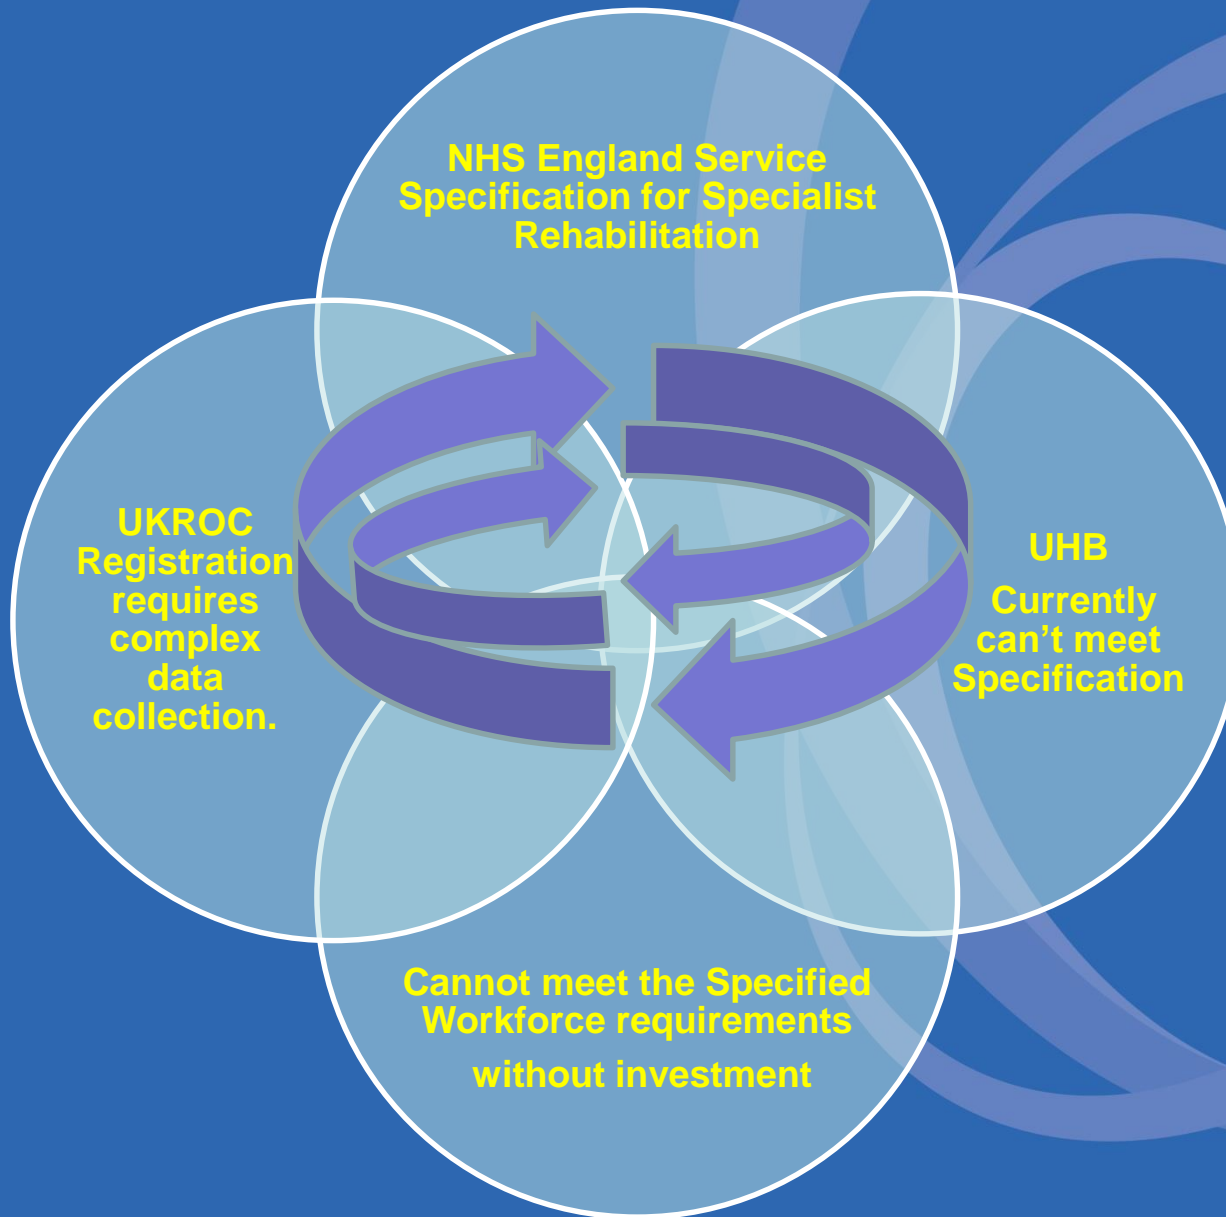 NHS England Service
Specification for Specialist
Rehabilitation
UKROC
Registration
requires
complex
data
collection.
UHB
Currently
can't meet
Specification
Cannot meet the Specified
Workforce requirements
without investment